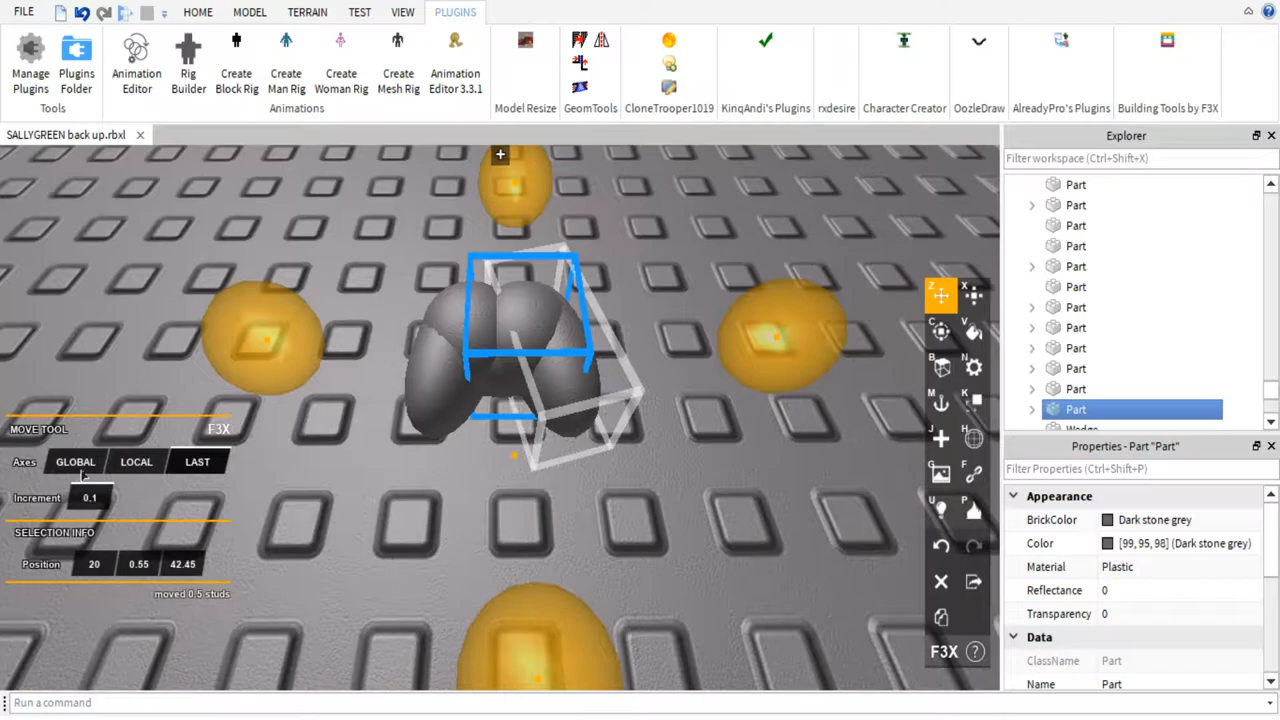 FILE HOME MODEL TERRAIN TEST VIEW PLUGINS
Manage Plugins
Plugins Folder
Animation Editor
Rig Builder
Create Block Rig
Create Man Rig
Create Woman Rig
Create Mesh Rig
Animation Editor 3.3.1
Tools
Animations
Model Resize
GeomTools
CloneTrooper1019
KinqAndi's Plugins
rxdesire
Character Creator
OozleDraw
AlreadyPro's Plugins
Building Tools by F3X
SALLYGREEN back up.rbxl
Explorer
Filter workspace (Ctrl+Shift+X)
Part
Part
Part
Part
Part
Part
Part
Part
Part
Part
Part
Part
Properties - Part "Part"
Filter Properties (Ctrl+Shift+P)
Appearance
BrickColor Dark stone grey
Color [99, 95, 98] (Dark stone grey)
Material Plastic
Reflectance 0
Transparency 0
Data
ClassName Part
Name Part
MOVE TOOL F3X
Axes GLOBAL LOCAL LAST
Increment 0.1
SELECTION INFO
Position 20 0.55 42.45
moved 0.5 studs
Z X
C V
B N
M K
J H
G F
U P
F3X ?
Run a command